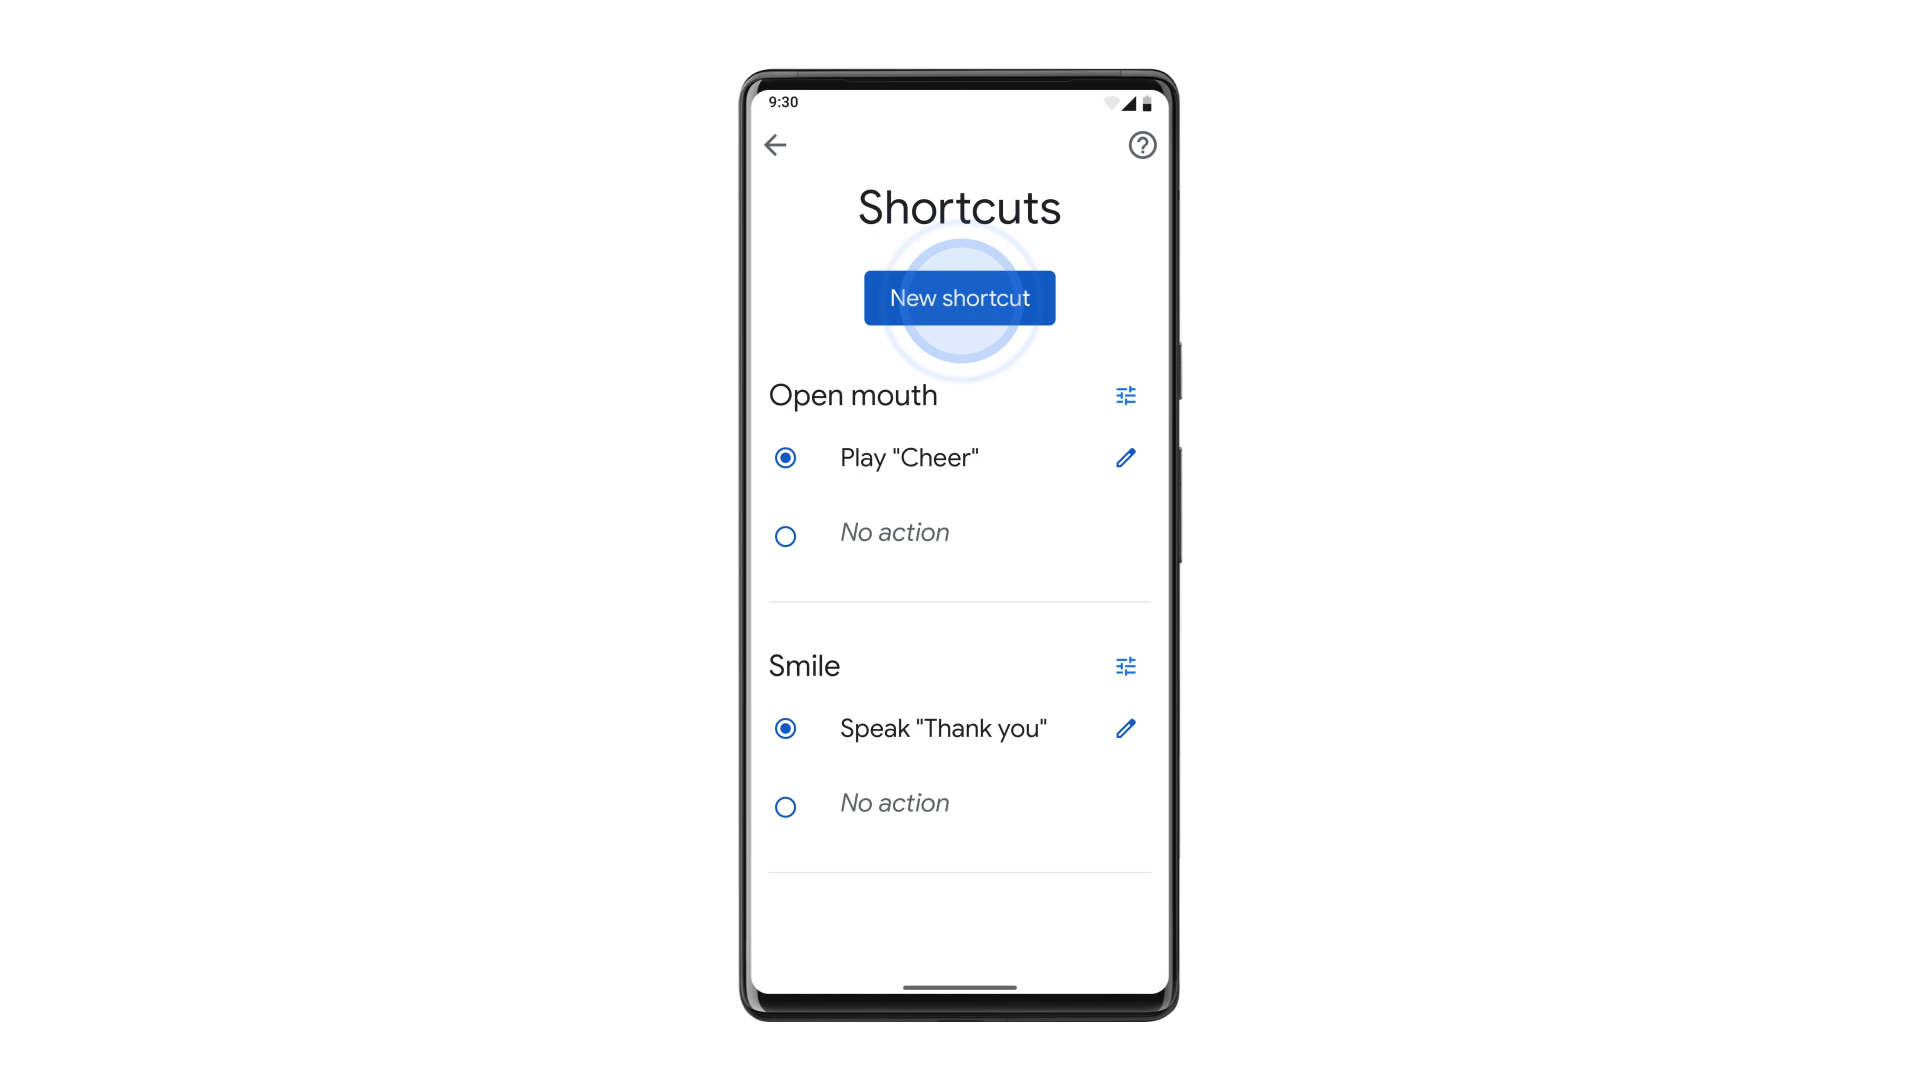 9:30
Shortcuts
New shortcut
Open mouth
Play "Cheer"
No action
Smile
Speak "Thank you"
No action